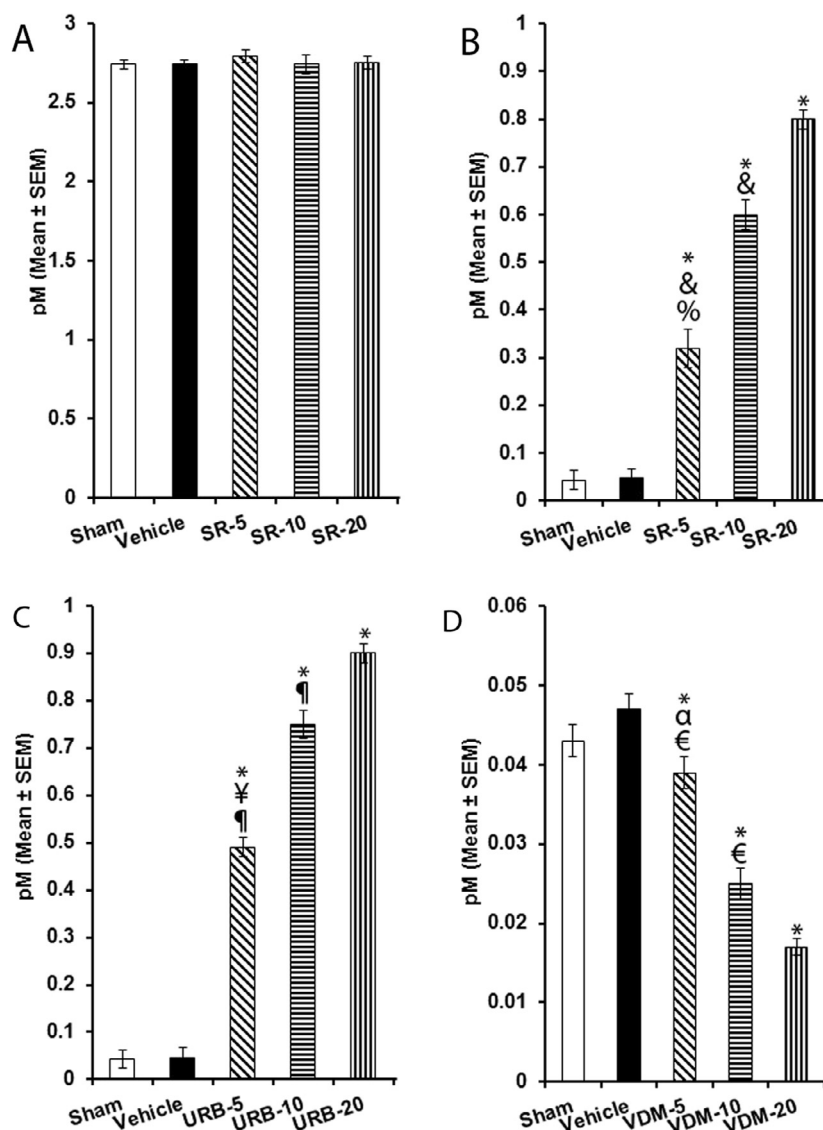 A
pM (Mean ± SEM)
3
2.5
2
1.5
1
0.5
0
Sham
Vehicle
SR-5
SR-10
SR-20
B
pM (Mean ± SEM)
1
0.9
0.8
0.7
0.6
0.5
0.4
0.3
0.2
0.1
0
*
&
%
*
&
*
Sham
Vehicle
SR-5
SR-10
SR-20
C
pM (Mean ± SEM)
1
0.9
0.8
0.7
0.6
0.5
0.4
0.3
0.2
0.1
0
*
¥
¶
*
¶
*
Sham
Vehicle
URB-5
URB-10
URB-20
D
pM (Mean ± SEM)
0.06
0.05
0.04
0.03
0.02
0.01
0
*
α
€
*
€
*
Sham
Vehicle
VDM-5
VDM-10
VDM-20